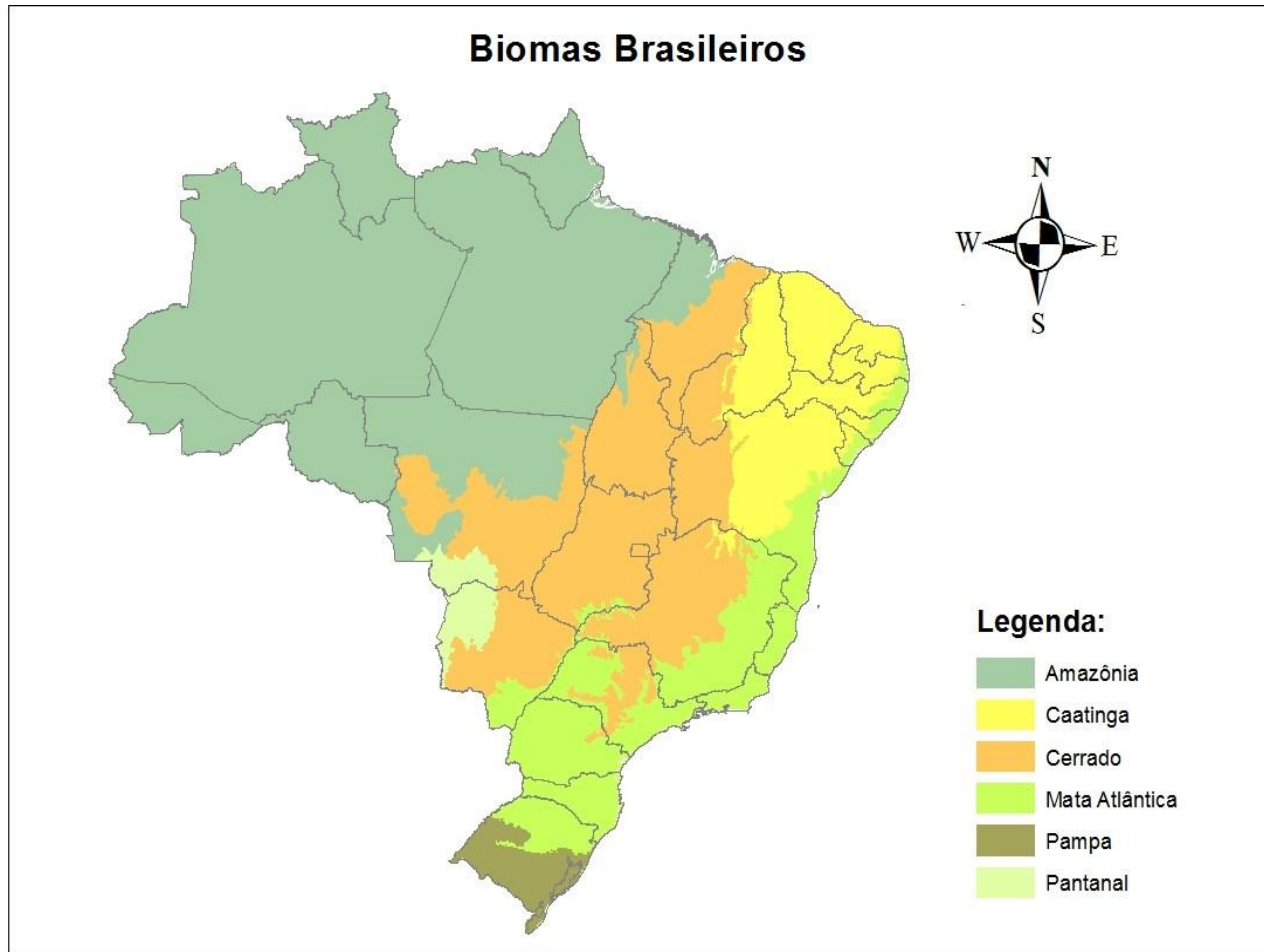 Biomas Brasileiros
N
W
E
S
Legenda:
Amazônia
Caatinga
Cerrado
Mata Atlântica
Pampa
Pantanal